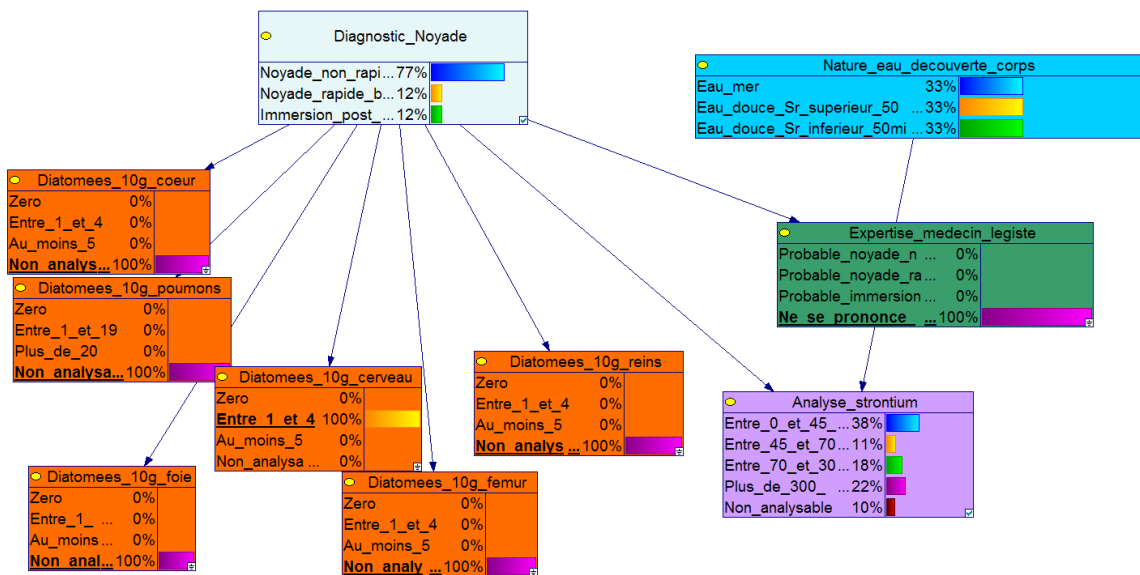 Diagnostic_Noyade
Noyade_non_rapi ... 77%
Noyade_rapide_b... 12%
Immersion_post_ ... 12%
Nature_eau_decouverte_corps
Eau_mer 33%
Eau_douce_Sr_superieur_50 ... 33%
Eau_douce_Sr_inferieur_50mi 33%
Diatomees_10g_coeur
Zero 0%
Entre_1_et_4 0%
Au_moins_5 0%
Non_analys... 100%
Expertise_medecin_legiste
Probable_noyade_n ... 0%
Probable_noyade_ra ... 0%
Probable_immersion ... 0%
Ne_se_prononce_ ... 100%
Diatomees_10g_poumons
Zero 0%
Entre_1_et_19 0%
Plus_de_20 0%
Non_analysa... 100%
Diatomees_10g_cerveau
Zero 0%
Entre_1_et_4 100%
Au_moins_5 0%
Non_analysa ... 0%
Diatomees_10g_reins
Zero 0%
Entre_1_et_4 0%
Au_moins_5 0%
Non_analys ... 100%
Analyse_strontium
Entre_0_et_45_... 38%
Entre_45_et_70 ... 11%
Entre_70_et_30 ... 18%
Plus_de_300_ ... 22%
Non_analysable 10%
Diatomees_10g_foie
Zero 0%
Entre_1_ ... 0%
Au_moins ... 0%
Non_anal... 100%
Diatomees_10g_femur
Zero 0%
Entre_1_et_4 0%
Au_moins_5 0%
Non_analy ... 100%